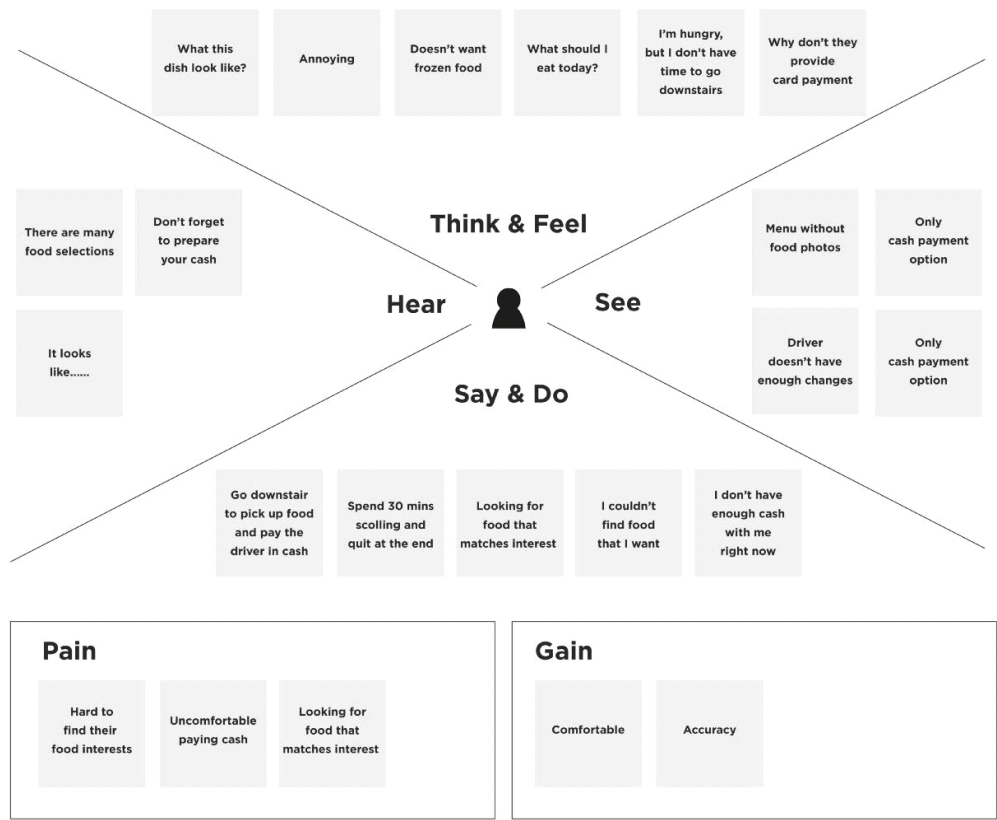 What this
dish look like?
Annoying
Doesn't want
frozen food
What should I
eat today?
I'm hungry,
but I don't have
time to go
downstairs
Why don't they
provide
card payment
Think & Feel
There are many
food selections
Don't forget
to prepare
your cash
It looks
like......
Hear
See
Menu without
food photos
Only
cash payment
option
Driver
doesn't have
enough changes
Only
cash payment
option
Say & Do
Go downstair
to pick up food
and pay the
driver in cash
Spend 30 mins
scolling and
quit at the end
Looking for
food that
matches interest
I couldn't
find food
that I want
I don't have
enough cash
with me
right now
Pain
Hard to
find their
food interests
Uncomfortable
paying cash
Looking for
food that
matches interest
Gain
Comfortable
Accuracy